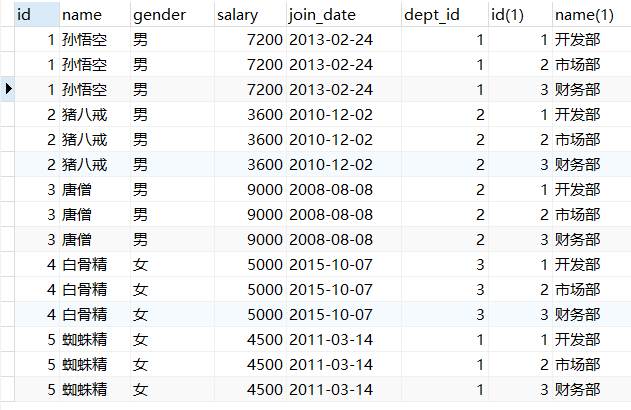 id name gender salary join_date dept_id id(1) name(1)
1 孙悟空 男 7200 2013-02-24 1 1 开发部
1 孙悟空 男 7200 2013-02-24 1 2 市场部
1 孙悟空 男 7200 2013-02-24 1 3 财务部
2 猪八戒 男 3600 2010-12-02 2 1 开发部
2 猪八戒 男 3600 2010-12-02 2 2 市场部
2 猪八戒 男 3600 2010-12-02 2 3 财务部
3 唐僧 男 9000 2008-08-08 2 1 开发部
3 唐僧 男 9000 2008-08-08 2 2 市场部
3 唐僧 男 9000 2008-08-08 2 3 财务部
4 白骨精 女 5000 2015-10-07 3 1 开发部
4 白骨精 女 5000 2015-10-07 3 2 市场部
4 白骨精 女 5000 2015-10-07 3 3 财务部
5 蜘蛛精 女 4500 2011-03-14 1 1 开发部
5 蜘蛛精 女 4500 2011-03-14 1 2 市场部
5 蜘蛛精 女 4500 2011-03-14 1 3 财务部